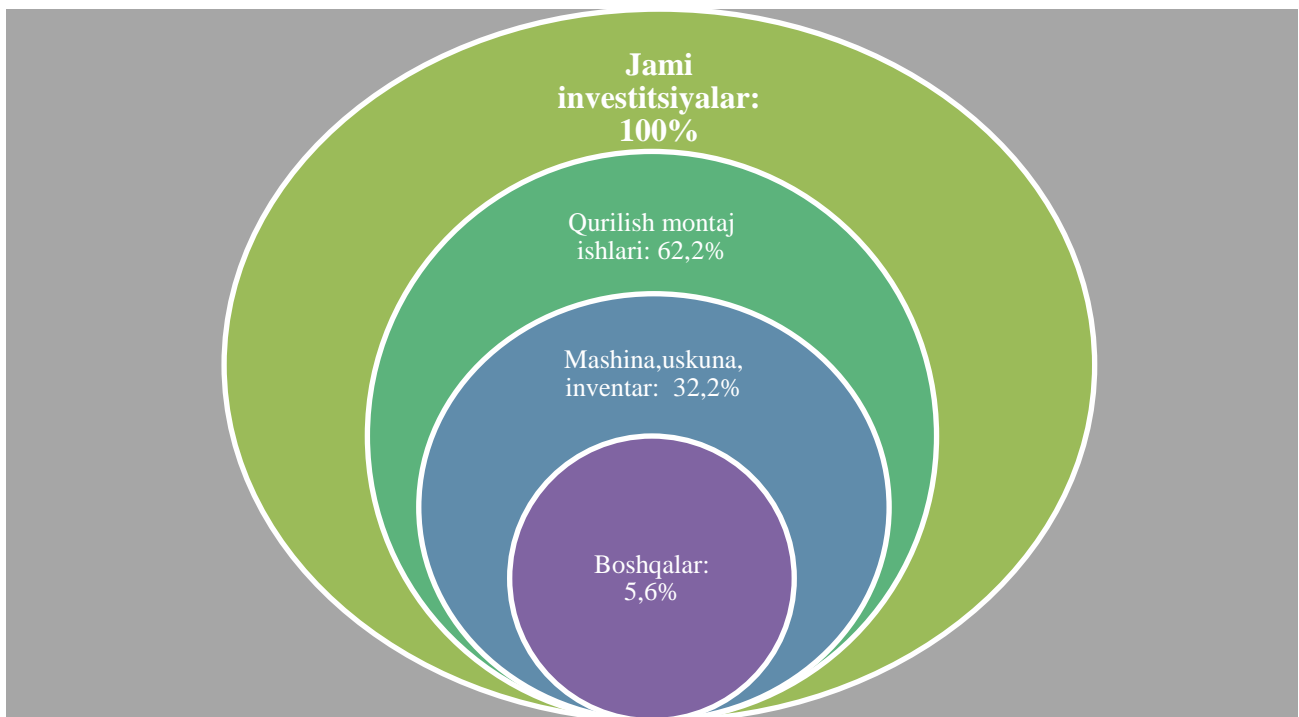 Jami
investitsiyalar:
100%
Qurilish montaj
ishlari: 62,2%
Mashina,uskuna,
inventar:  32,2%
Boshqalar:
5,6%